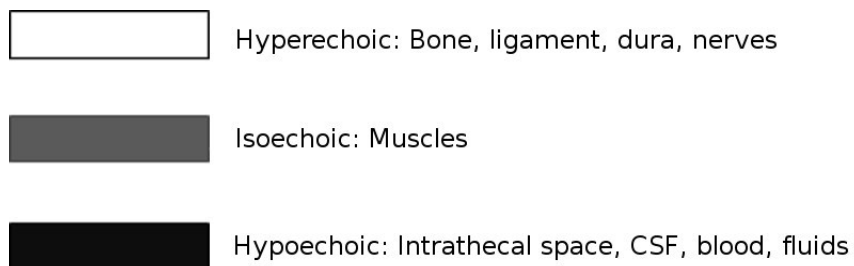 Hyperechoic: Bone, ligament, dura, nerves
Isoechoic: Muscles
Hypoechoic: Intrathecal space, CSF, blood, fluids